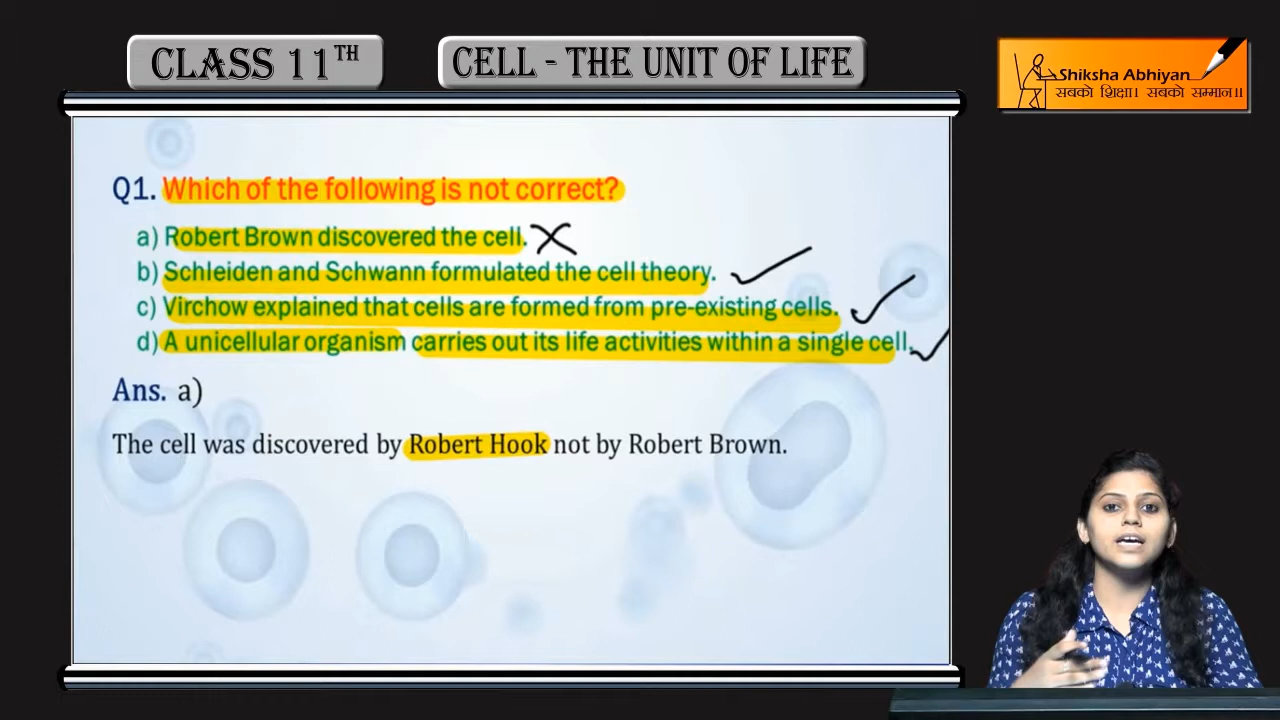 CLASS 11TH
CELL - THE UNIT OF LIFE
Shiksha Abhiyan
सबको शिक्षा। सबको सम्मान।।
Q1. Which of the following is not correct?
a) Robert Brown discovered the cell.
b) Schleiden and Schwann formulated the cell theory.
c) Virchow explained that cells are formed from pre-existing cells.
d) A unicellular organism carries out its life activities within a single cell.
Ans. a)
The cell was discovered by Robert Hook not by Robert Brown.